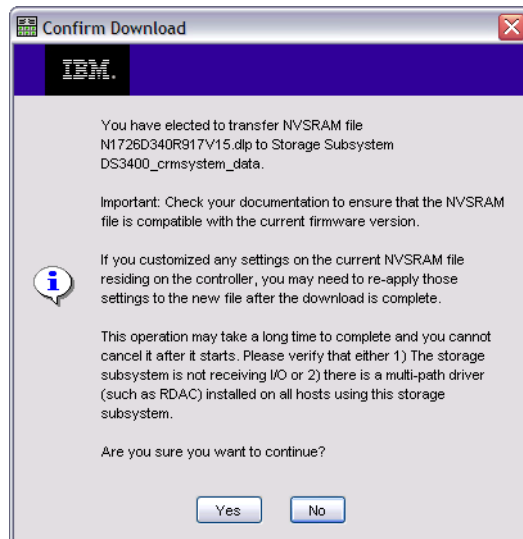 Confirm Download
IBM.
You have elected to transfer NVSRAM file
N1726D340R917V15.dlp to Storage Subsystem
DS3400_crmsystem_data.
Important: Check your documentation to ensure that the NVSRAM
file is compatible with the current firmware version.
If you customized any settings on the current NVSRAM file
residing on the controller, you may need to re-apply those
settings to the new file after the download is complete.
This operation may take a long time to complete and you cannot
cancel it after it starts. Please verify that either 1) The storage
subsystem is not receiving I/O or 2) there is a multi-path driver
(such as RDAC) installed on all hosts using this storage
subsystem.
Are you sure you want to continue?
Yes
No